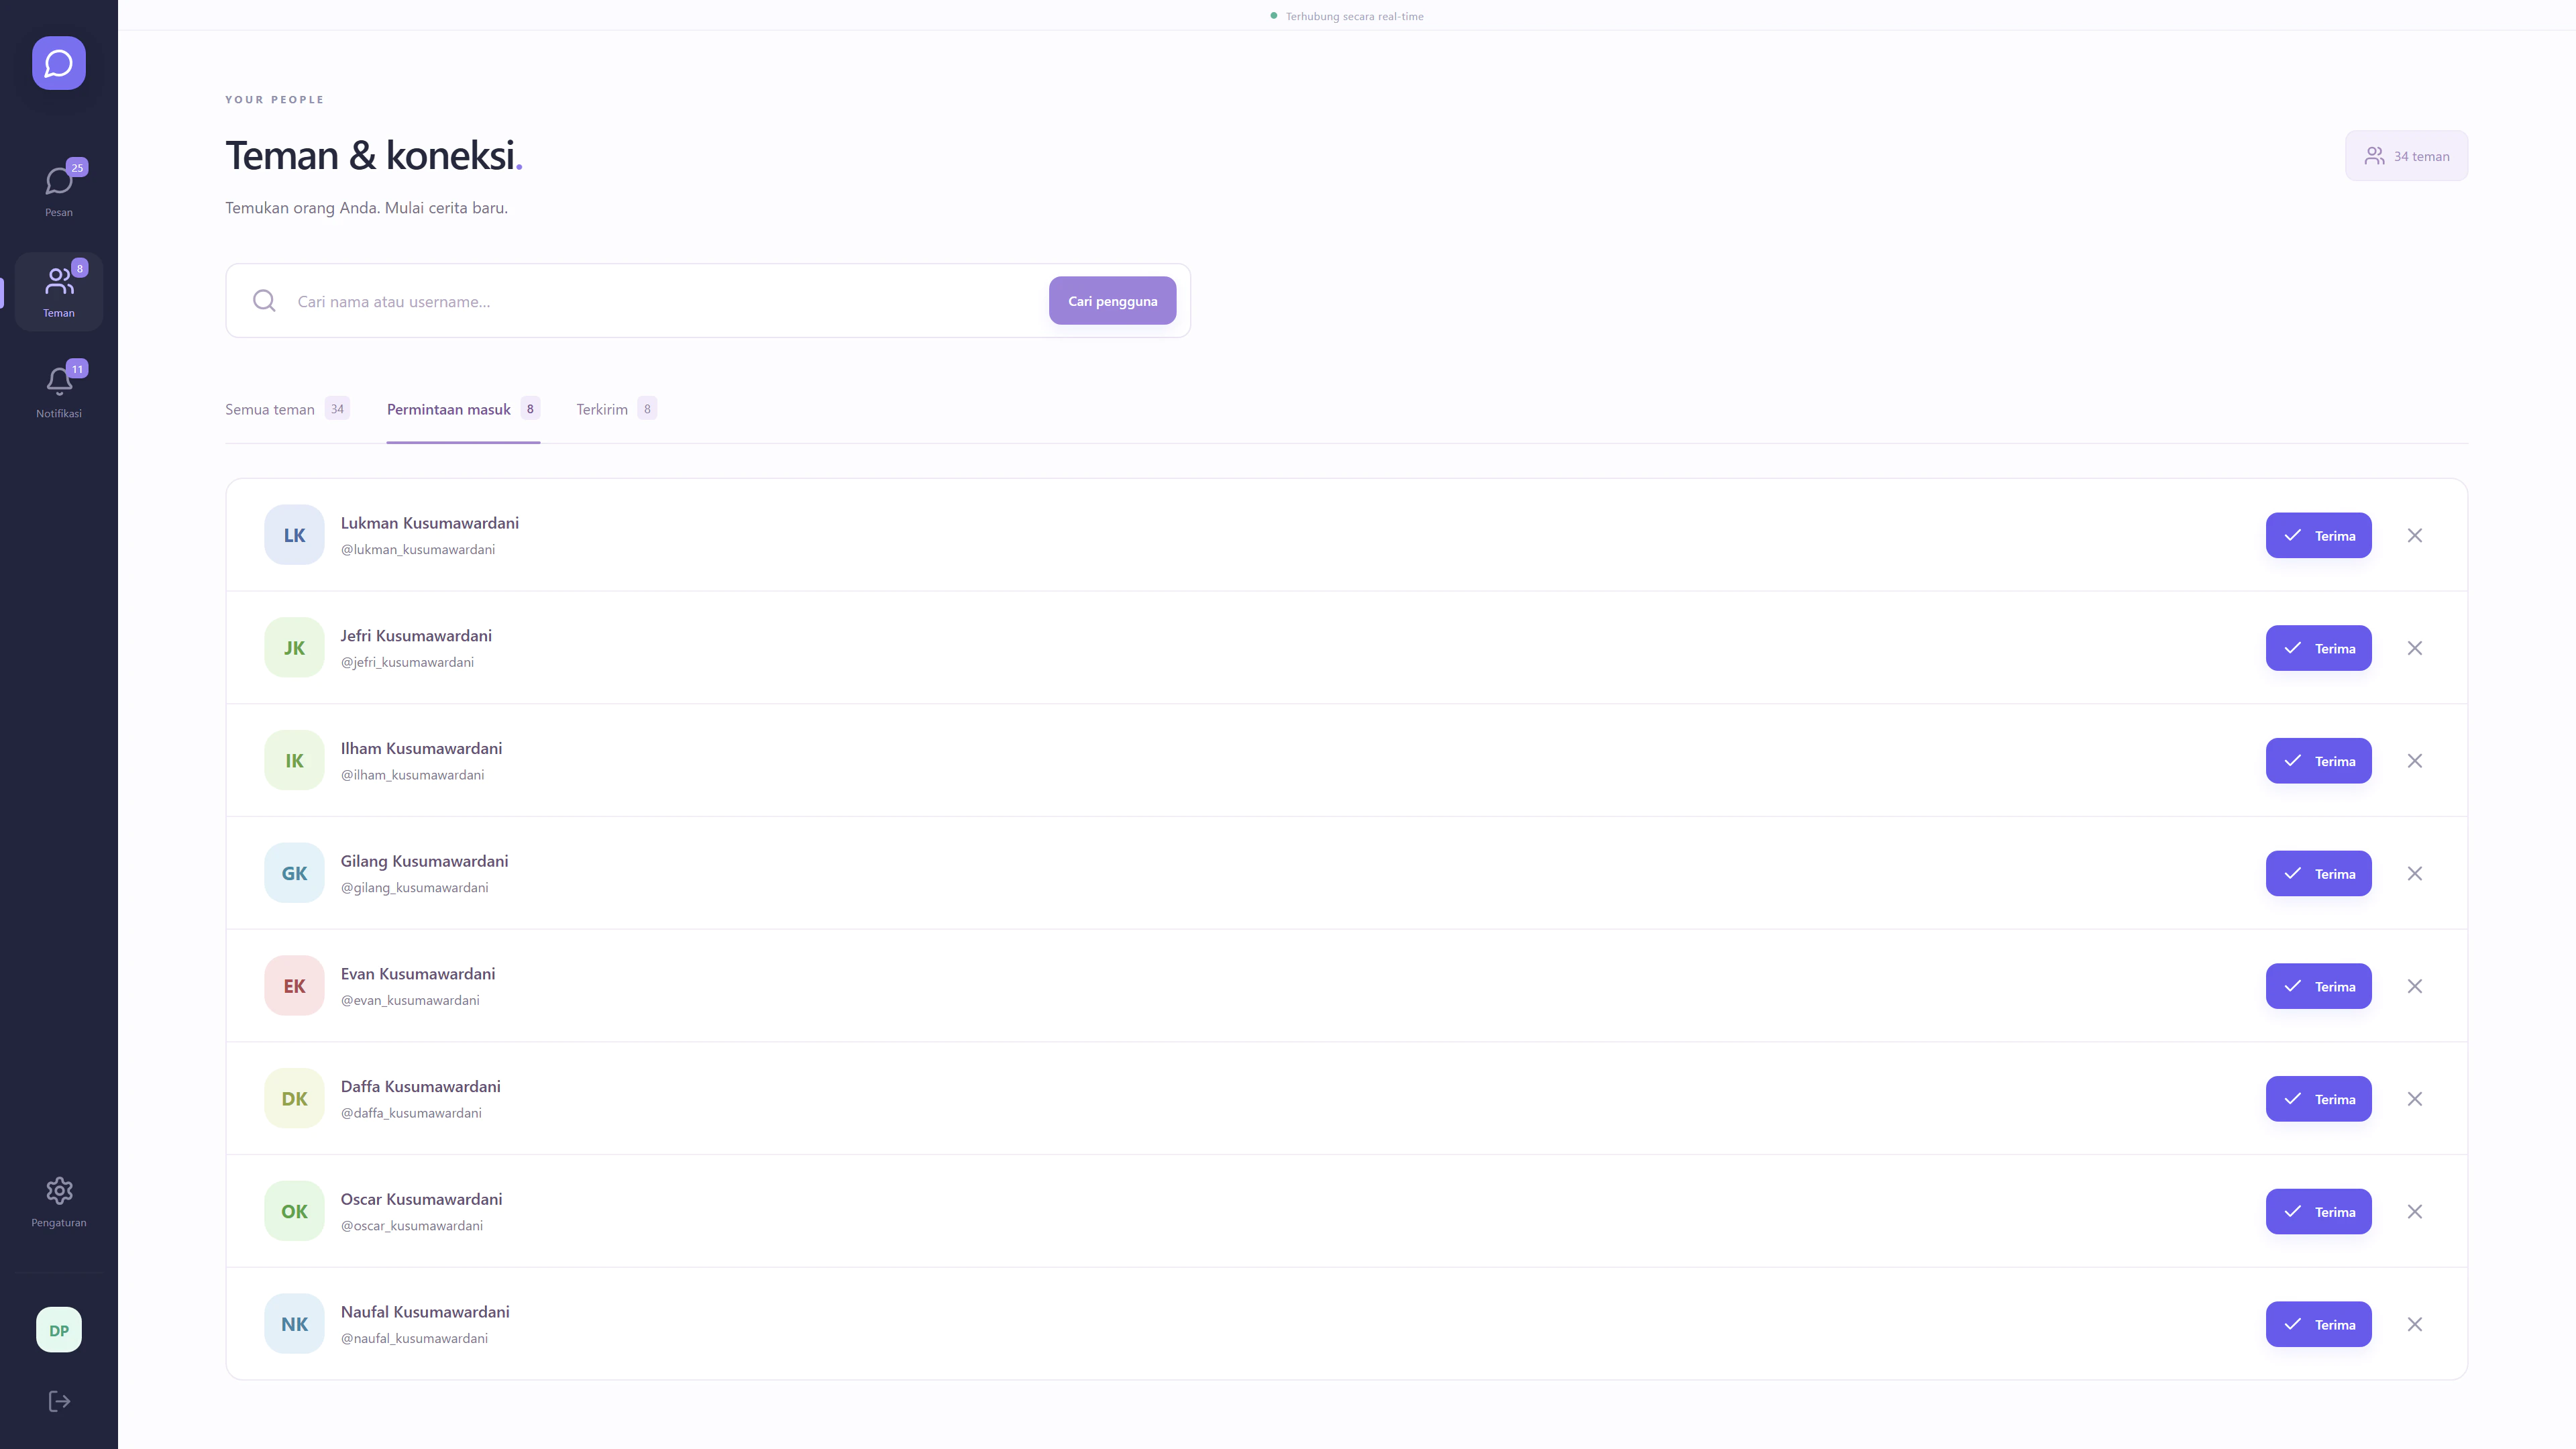 Terhubung secara real-time
25
Pesan
8
Teman
11
Notifikasi
Pengaturan
DP
YOUR PEOPLE
Teman & koneksi.
Temukan orang Anda. Mulai cerita baru.
34 teman
Cari nama atau username...
Cari pengguna
Semua teman 34
Permintaan masuk 8
Terkirim 8
LK
Lukman Kusumawardani
@lukman_kusumawardani
Terima
JK
Jefri Kusumawardani
@jefri_kusumawardani
Terima
IK
Ilham Kusumawardani
@ilham_kusumawardani
Terima
GK
Gilang Kusumawardani
@gilang_kusumawardani
Terima
EK
Evan Kusumawardani
@evan_kusumawardani
Terima
DK
Daffa Kusumawardani
@daffa_kusumawardani
Terima
OK
Oscar Kusumawardani
@oscar_kusumawardani
Terima
NK
Naufal Kusumawardani
@naufal_kusumawardani
Terima